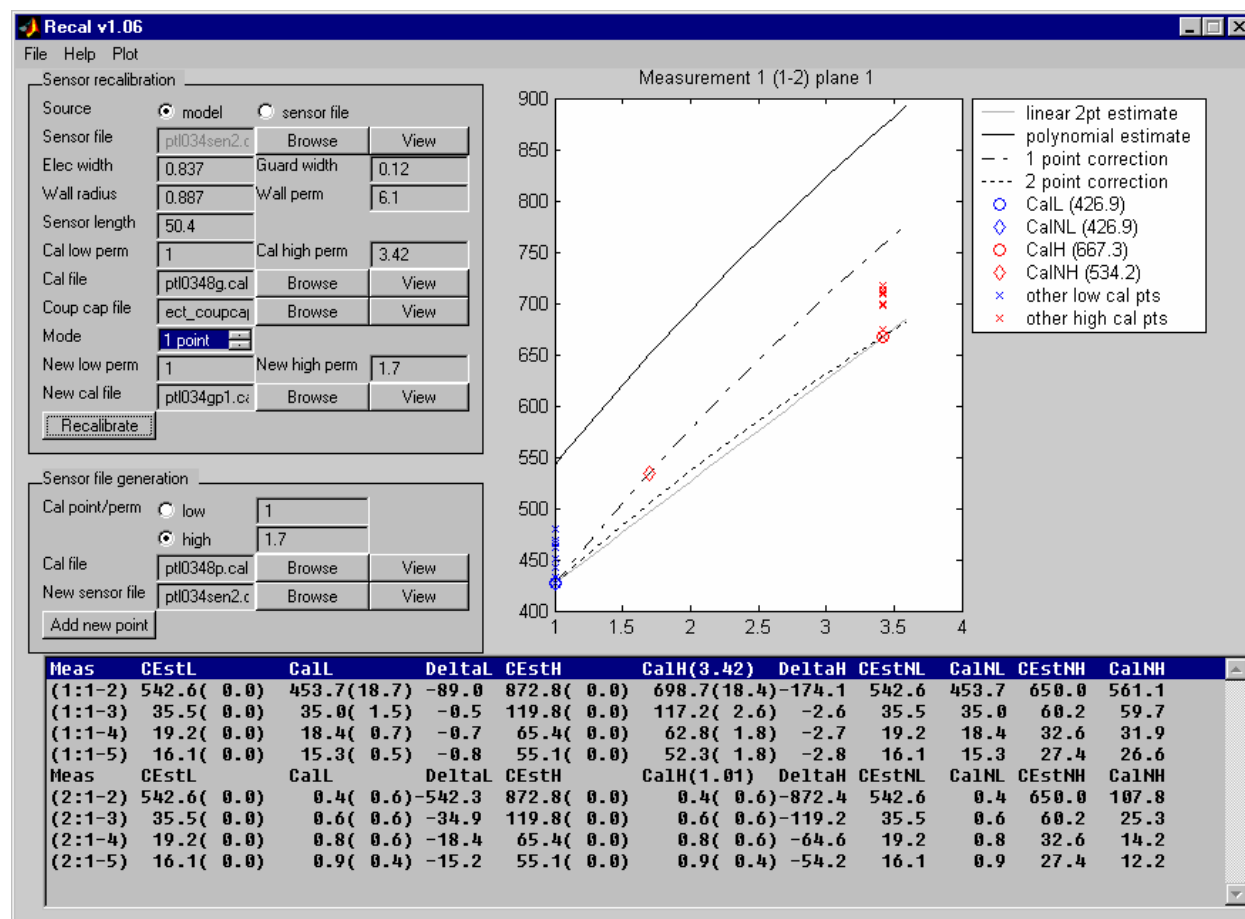 Recal v1.06
File Help Plot
Sensor recalibration
Source model sensor file
Sensor file ptl034sen2.c Browse View
Elec width 0.837 Guard width 0.12
Wall radius 0.887 Wall perm 6.1
Sensor length 50.4
Cal low perm 1 Cal high perm 3.42
Cal file ptl0348g.cal Browse View
Coup cap file ect_coupcap Browse View
Mode 1 point
New low perm 1 New high perm 1.7
New cal file ptl034gp1.ca Browse View
Recalibrate
Sensor file generation
Cal point/perm low 1
high 1.7
Cal file ptl0348p.cal Browse View
New sensor file ptl034sen2.c Browse View
Add new point
Measurement 1 (1-2) plane 1
900
850
800
750
700
650
600
550
500
450
400
1 1.5 2 2.5 3 3.5 4
linear 2pt estimate
polynomial estimate
1 point correction
2 point correction
CalL (426.9)
CalNL (426.9)
CalH (667.3)
CalNH (534.2)
other low cal pts
other high cal pts
Meas CEstL CalL DeltaL CEstH CalH(3.42) DeltaH CEstNL CalNL CEstNH CalNH
(1:1-2) 542.6( 0.0) 453.7(18.7) -89.0 872.8( 0.0) 698.7(18.4)-174.1 542.6 453.7 650.0 561.1
(1:1-3) 35.5( 0.0) 35.0( 1.5) -0.5 119.8( 0.0) 117.2( 2.6) -2.6 35.5 35.0 60.2 59.7
(1:1-4) 19.2( 0.0) 18.4( 0.7) -0.7 65.4( 0.0) 62.8( 1.8) -2.7 19.2 18.4 32.6 31.9
(1:1-5) 16.1( 0.0) 15.3( 0.5) -0.8 55.1( 0.0) 52.3( 1.8) -2.8 16.1 15.3 27.4 26.6
Meas CEstL CalL DeltaL CEstH CalH(1.01) DeltaH CEstNL CalNL CEstNH CalNH
(2:1-2) 542.6( 0.0) 0.4( 0.6)-542.3 872.8( 0.0) 0.4( 0.6)-872.4 542.6 0.4 650.0 107.8
(2:1-3) 35.5( 0.0) 0.6( 0.6) -34.9 119.8( 0.0) 0.6( 0.6)-119.2 35.5 0.6 60.2 25.3
(2:1-4) 19.2( 0.0) 0.8( 0.6) -18.4 65.4( 0.0) 0.8( 0.6) -64.6 19.2 0.8 32.6 14.2
(2:1-5) 16.1( 0.0) 0.9( 0.4) -15.2 55.1( 0.0) 0.9( 0.4) -54.2 16.1 0.9 27.4 12.2